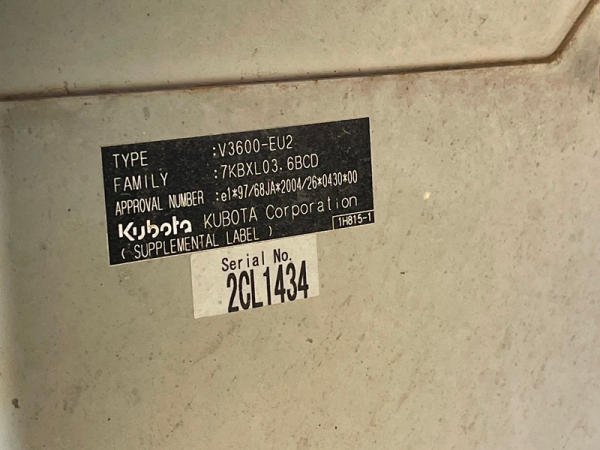 TYPE :V3600-EU2
FAMILY :7KBXL03.6BCD
APPROVAL NUMBER :e1*97/68JA*2004/26*0430*00
Kubota KUBOTA Corporation
( SUPPLEMENTAL LABEL ) 1H815-1
Serial No.
2CL1434